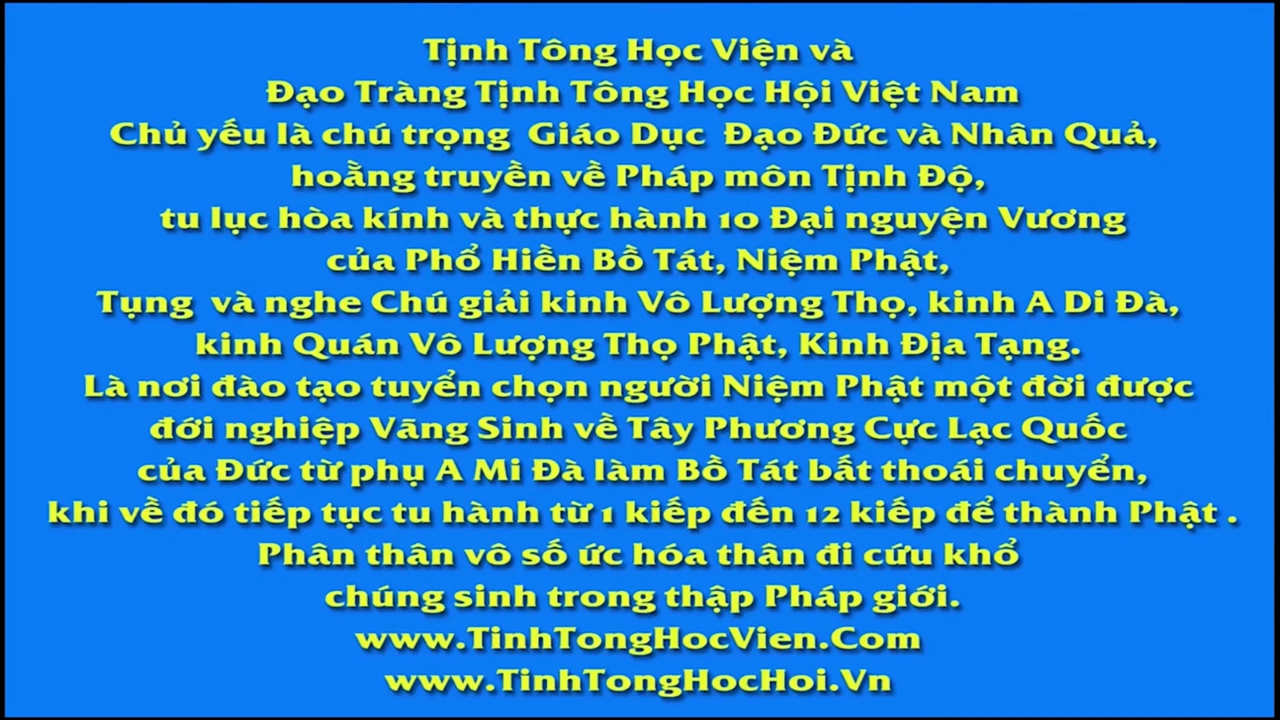 Tịnh Tông Học Viện và
Đạo Tràng Tịnh Tông Học Hội Việt Nam
Chủ yếu là chú trọng Giáo Dục Đạo Đức và Nhân Quả,
hoằng truyền về Pháp môn Tịnh Độ,
tu lục hòa kính và thực hành 10 Đại nguyện Vương
của Phổ Hiền Bồ Tát, Niệm Phật,
Tụng và nghe Chú giải kinh Vô Lượng Thọ, kinh A Di Đà,
kinh Quán Vô Lượng Thọ Phật, Kinh Địa Tạng.
Là nơi đào tạo tuyển chọn người Niệm Phật một đời được
đới nghiệp Vãng Sinh về Tây Phương Cực Lạc Quốc
của Đức từ phụ A Mi Đà làm Bồ Tát bất thoái chuyển,
khi về đó tiếp tục tu hành từ 1 kiếp đến 12 kiếp để thành Phật .
Phân thân vô số ức hóa thân đi cứu khổ
chúng sinh trong thập Pháp giới.
www.TinhTongHocVien.Com
www.TinhTongHocHoi.Vn